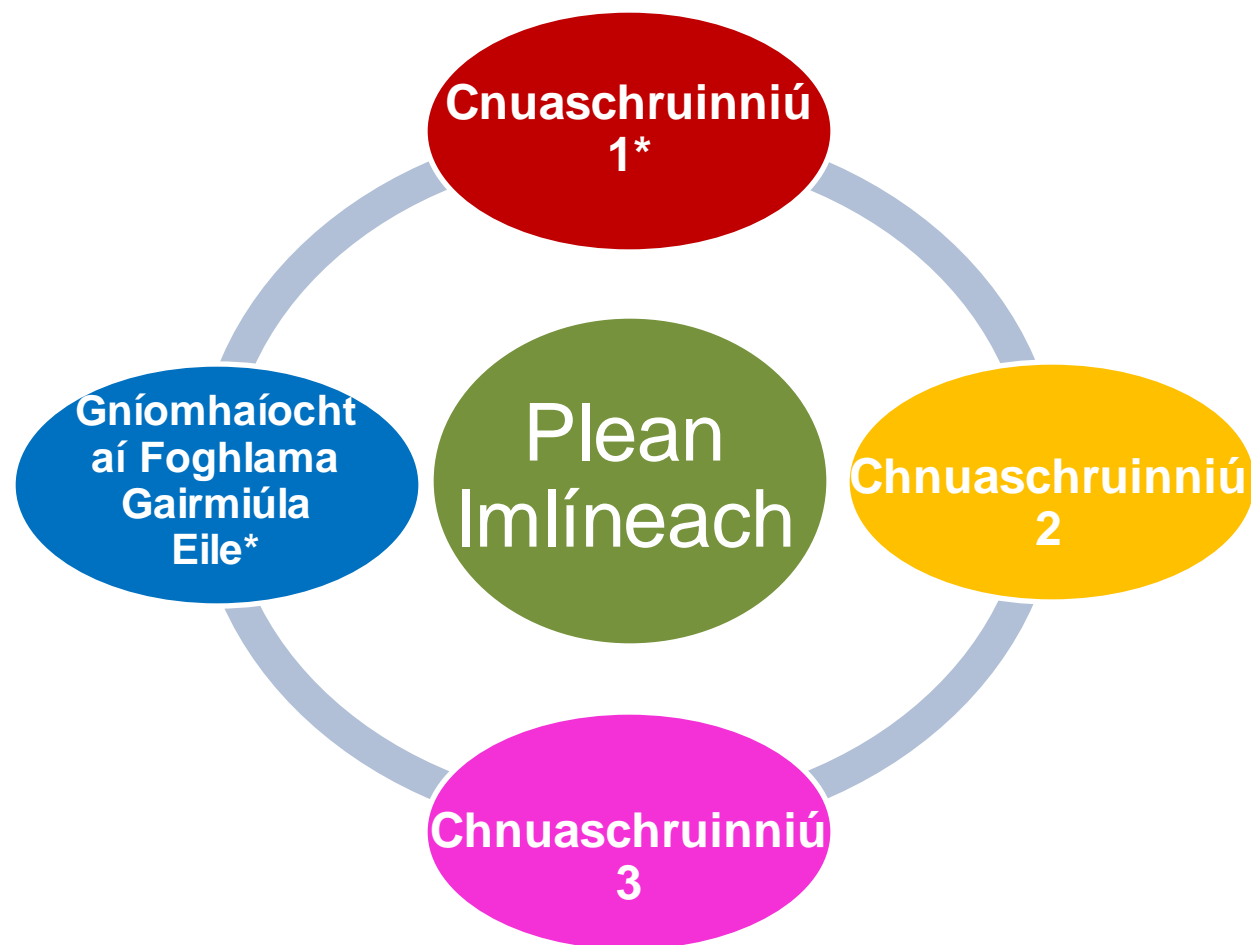 Cnuaschruinniú
1*
Gníomhaíocht
aí Foghlama
Gairmiúla
Eile*
Plean
Imlíneach
Chnuaschruinniú
2
Chnuaschruinniú
3